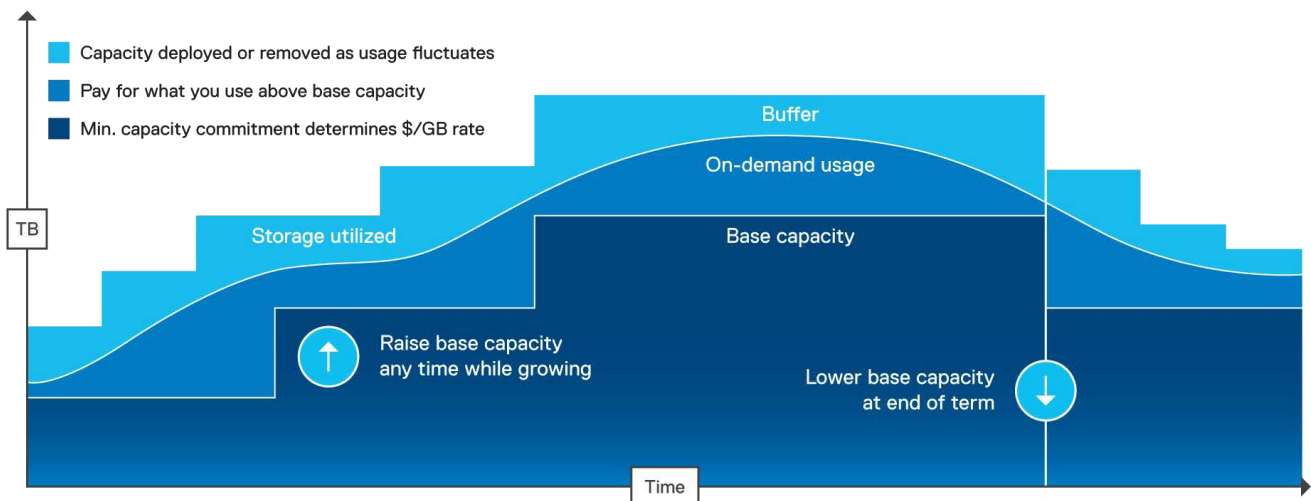 Capacity deployed or removed as usage fluctuates
Pay for what you use above base capacity
Min. capacity commitment determines $/GB rate
Buffer
On-demand usage
TB
Storage utilized
Base capacity
Raise base capacity
any time while growing
Lower base capacity
at end of term
Time